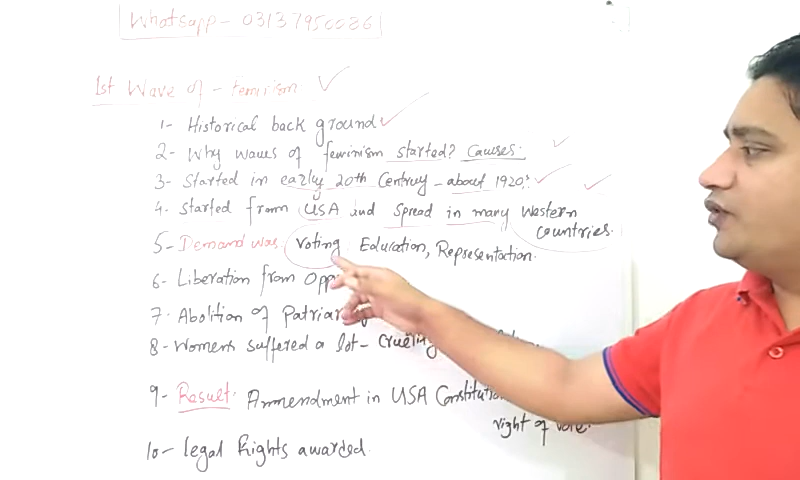 Whatsapp - 03137950086
1st Wave of - Feminism
1- Historical back ground
2- Why waves of feminism started? Causes.
3- Started in early 20th Centruy - about 1920's
4. Started from USA and spread in many Western
Countries.
5- Demand was Voting Education, Representation.
6- Liberation from Opp
7. Abolition of Patriar
8- Womens suffered a lot- cruelity
9- Result. Ammendment in USA Constitution
right of vote.
10- legal Rights awarded.